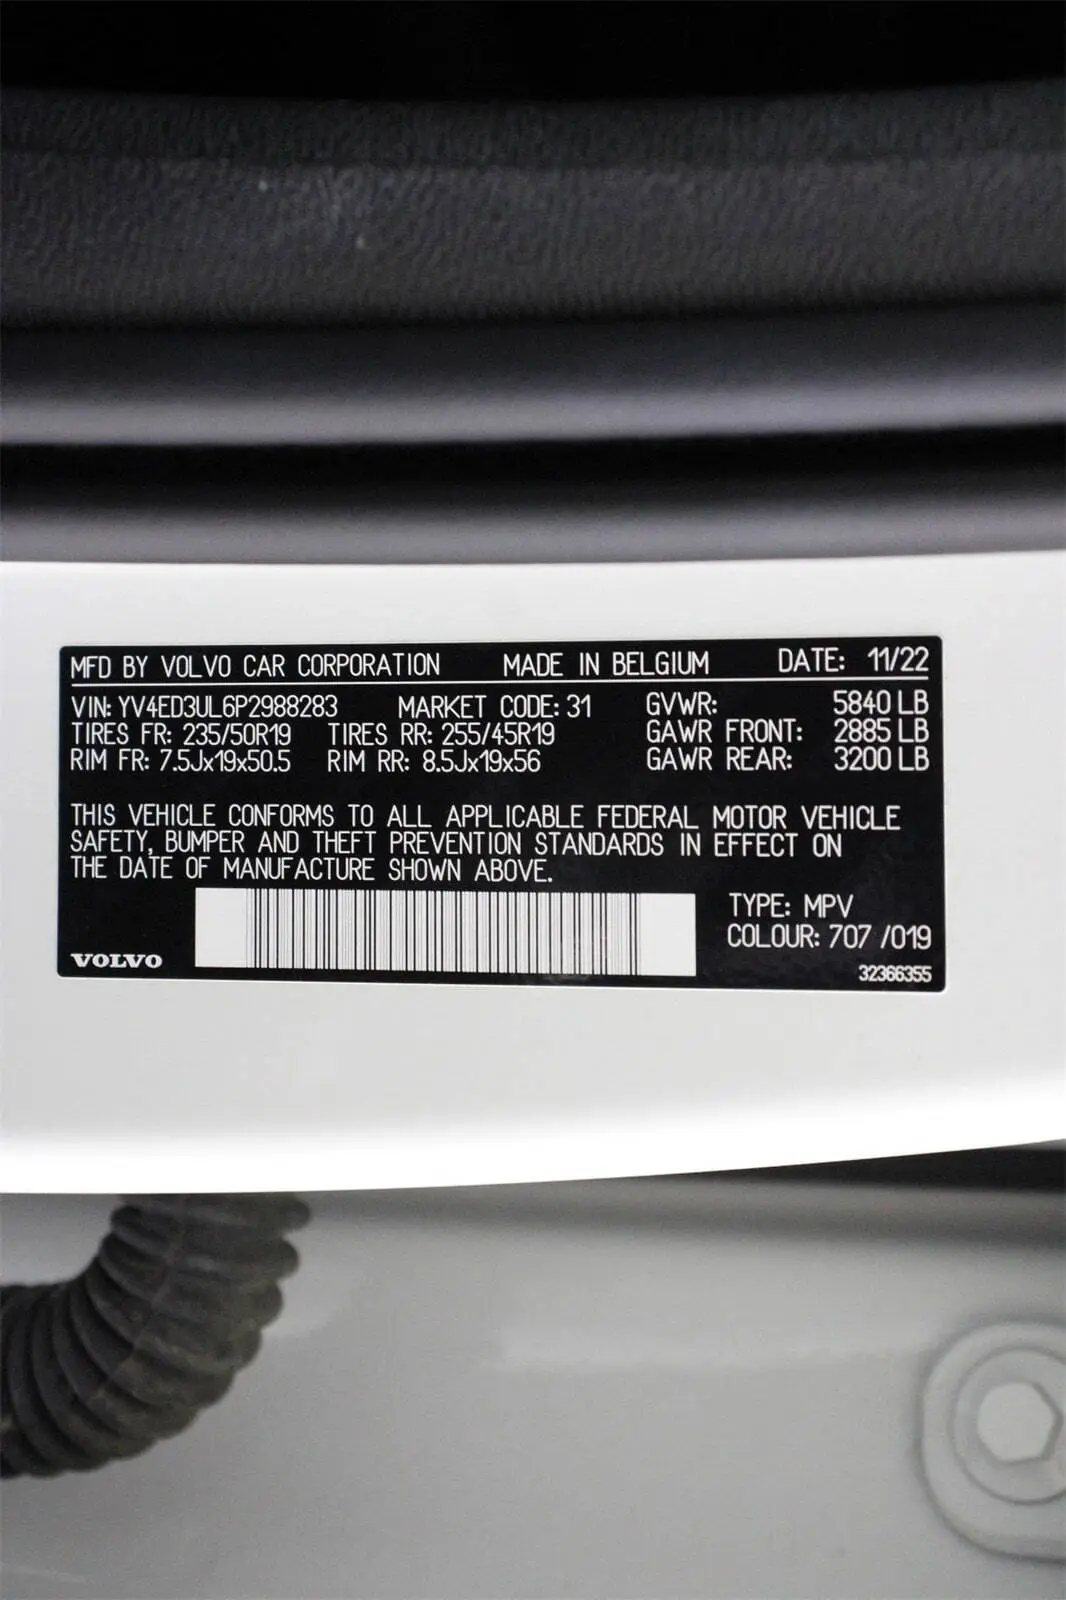 MFD BY VOLVO CAR CORPORATION MADE IN BELGIUM DATE: 11/22
VIN: YV4ED3UL6P2988283 MARKET CODE: 31 GVWR: 5840 LB
TIRES FR: 235/50R19 TIRES RR: 255/45R19 GAWR FRONT: 2885 LB
RIM FR: 7.5Jx19x50.5 RIM RR: 8.5Jx19x56 GAWR REAR: 3200 LB
THIS VEHICLE CONFORMS TO ALL APPLICABLE FEDERAL MOTOR VEHICLE
SAFETY, BUMPER AND THEFT PREVENTION STANDARDS IN EFFECT ON
THE DATE OF MANUFACTURE SHOWN ABOVE.
TYPE: MPV
COLOUR: 707 /019
VOLVO
32366355